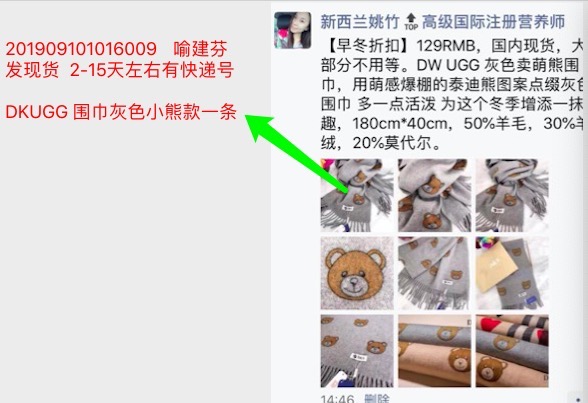 201909101016009 喻建芬
发现货 2-15天左右有快递号
DKUGG 围巾灰色小熊款一条
新西兰姚竹 TOP 高级国际注册营养师
【早冬折扣】129RMB，国内现货，大
部分不用等。DW UGG 灰色卖萌熊围
巾，用萌感爆棚的泰迪熊图案点缀灰色
围巾 多一点活泼 为这个冬季增添一抹
趣，180cm*40cm，50%羊毛，30%羊
绒，20%莫代尔。
14:46 删除